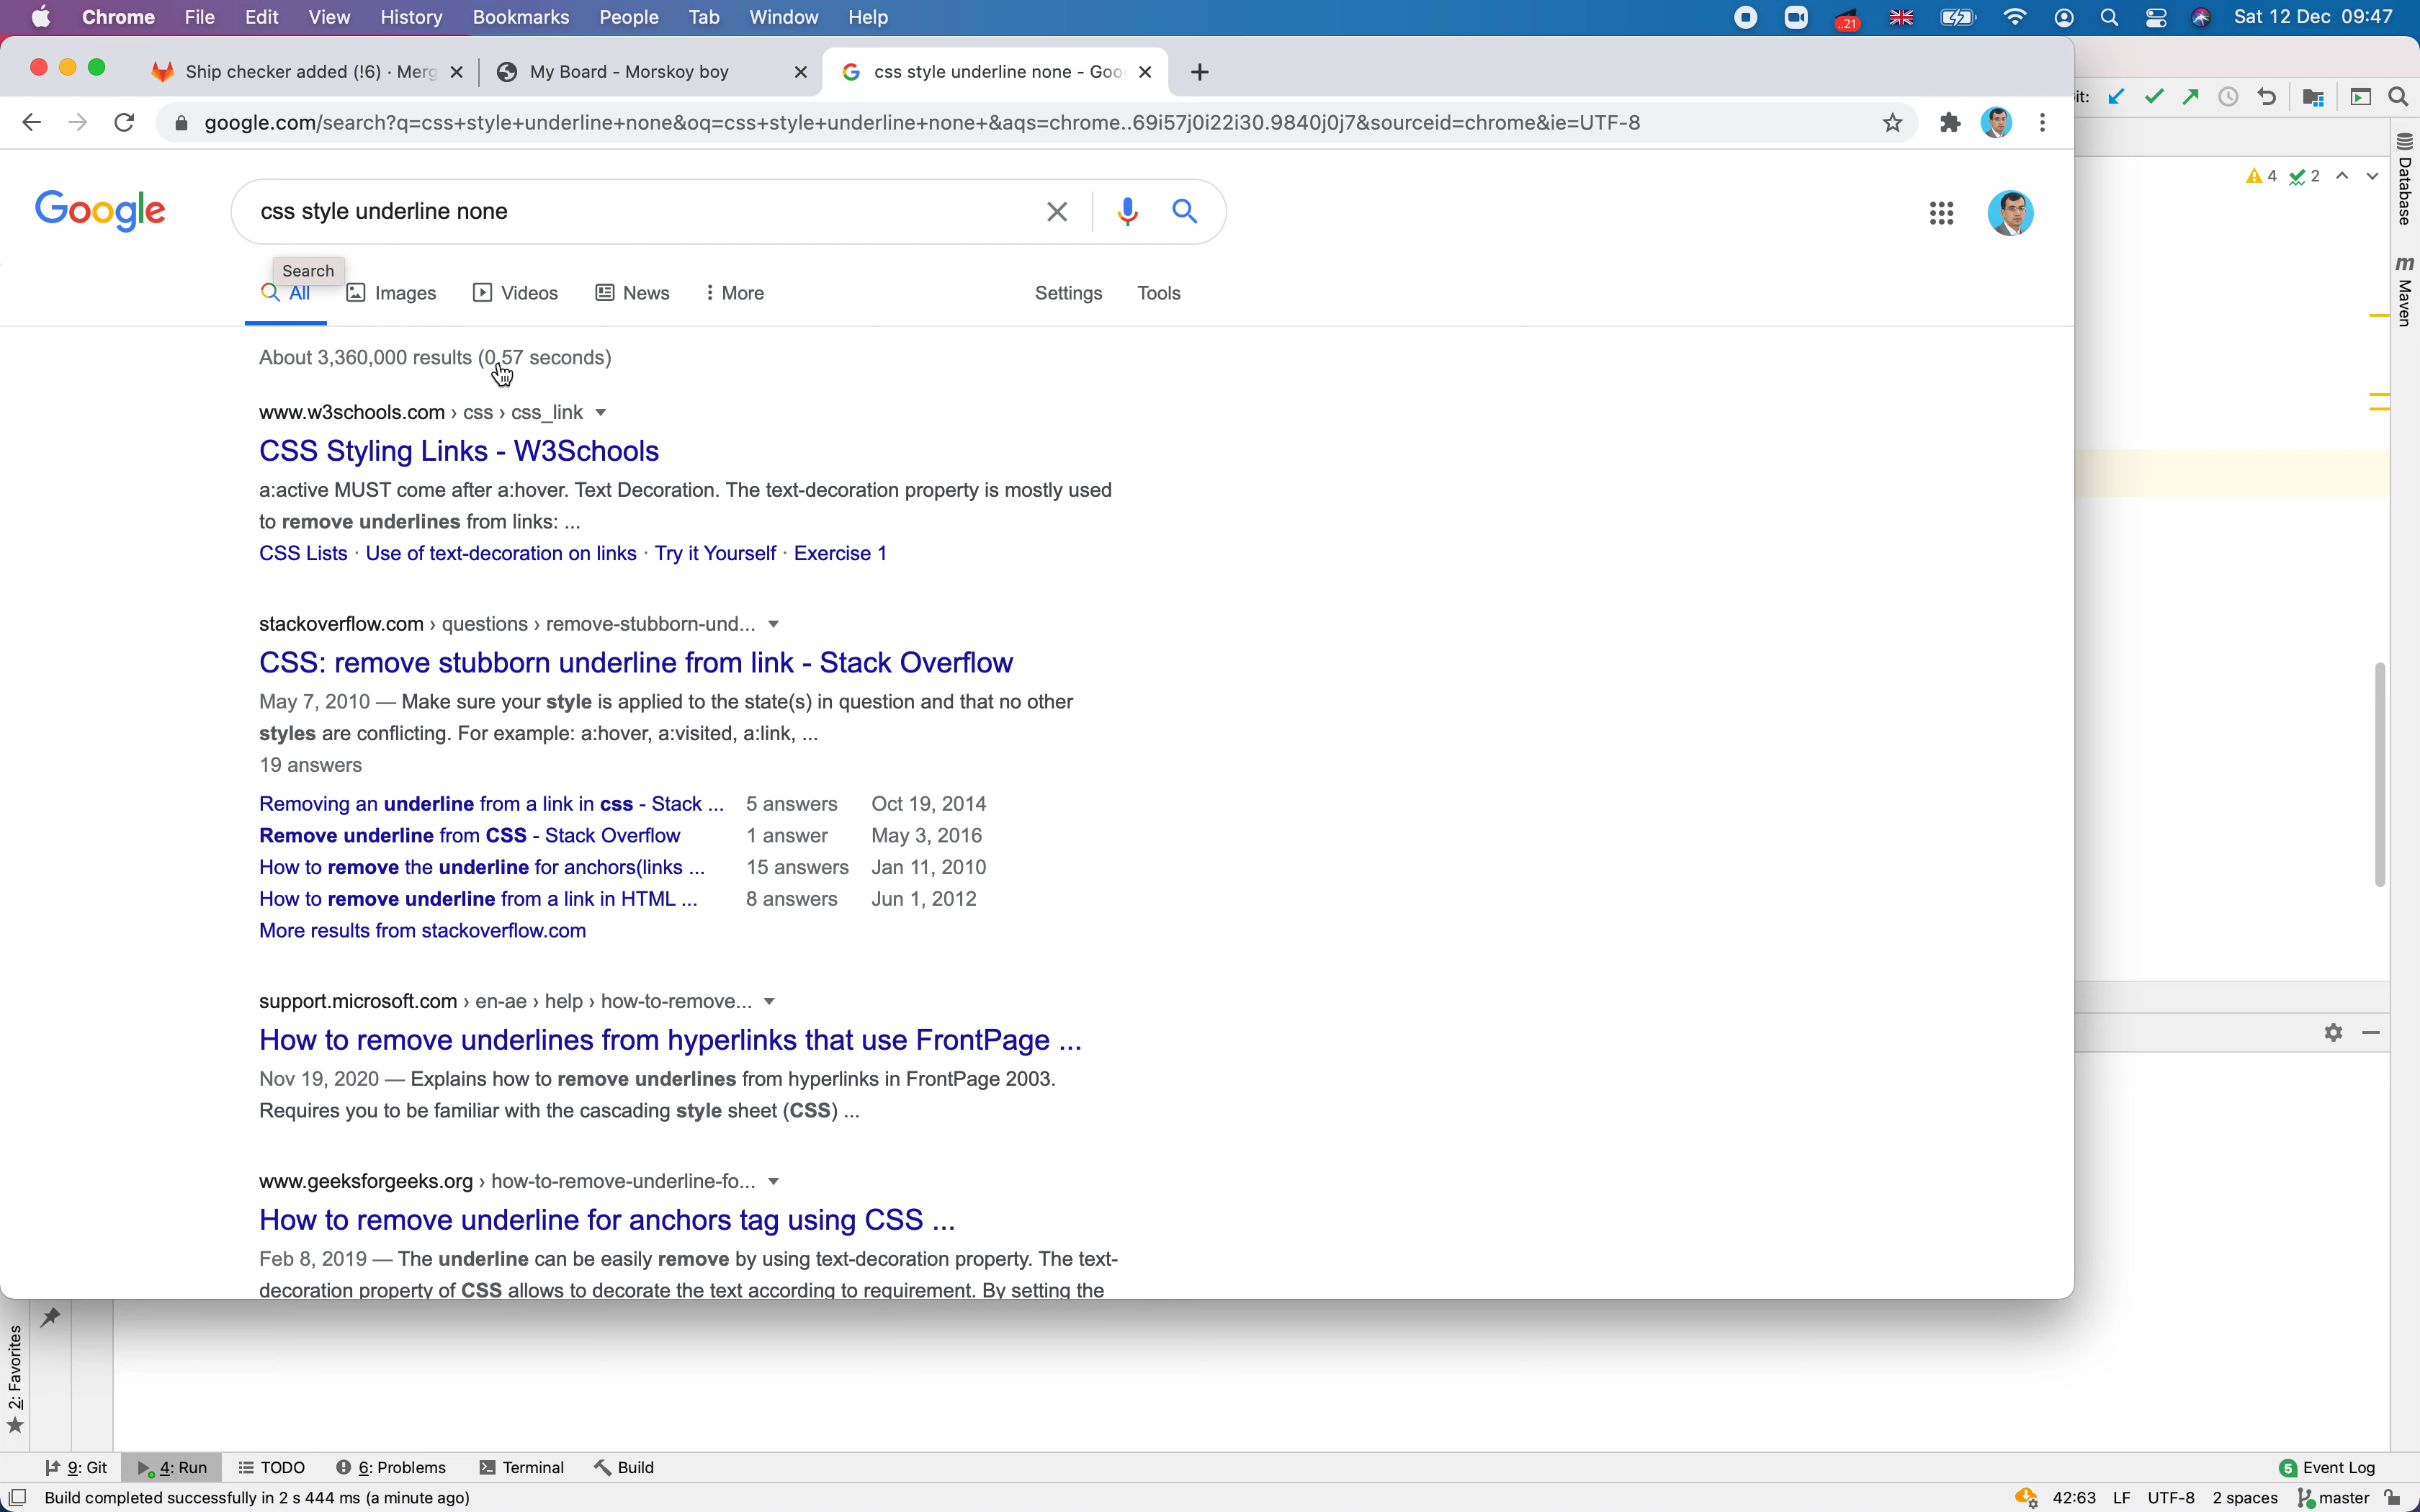 Chrome File Edit View History Bookmarks People Tab Window Help ..21 Sat 12 Dec 09:47
Ship checker added (!6) · Merg
My Board - Morskoy boy
css style underline none - Goo
google.com/search?q=css+style+underline+none&oq=css+style+underline+none+&aqs=chrome..69i57j0i22i30.9840j0j7&sourceid=chrome&ie=UTF-8
it:
4 2
Database
Maven
Google
css style underline none
Search
All Images Videos News More Settings Tools
About 3,360,000 results (0.57 seconds)
www.w3schools.com › css › css_link
CSS Styling Links - W3Schools
a:active MUST come after a:hover. Text Decoration. The text-decoration property is mostly used
to remove underlines from links: ...
CSS Lists · Use of text-decoration on links · Try it Yourself · Exercise 1
stackoverflow.com › questions › remove-stubborn-und...
CSS: remove stubborn underline from link - Stack Overflow
May 7, 2010 — Make sure your style is applied to the state(s) in question and that no other
styles are conflicting. For example: a:hover, a:visited, a:link, ...
19 answers
Removing an underline from a link in css - Stack ... 5 answers Oct 19, 2014
Remove underline from CSS - Stack Overflow 1 answer May 3, 2016
How to remove the underline for anchors(links ... 15 answers Jan 11, 2010
How to remove underline from a link in HTML ... 8 answers Jun 1, 2012
More results from stackoverflow.com
support.microsoft.com › en-ae › help › how-to-remove...
How to remove underlines from hyperlinks that use FrontPage ...
Nov 19, 2020 — Explains how to remove underlines from hyperlinks in FrontPage 2003.
Requires you to be familiar with the cascading style sheet (CSS) ...
www.geeksforgeeks.org › how-to-remove-underline-fo...
How to remove underline for anchors tag using CSS ...
Feb 8, 2019 — The underline can be easily remove by using text-decoration property. The text-
decoration property of CSS allows to decorate the text according to requirement. By setting the
2: Favorites
9: Git 4: Run TODO 6: Problems Terminal Build 5 Event Log
Build completed successfully in 2 s 444 ms (a minute ago) 42:63 LF UTF-8 2 spaces master